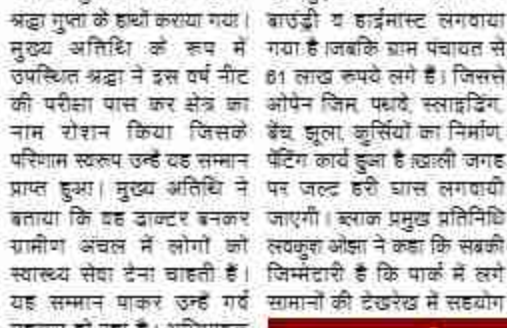 श्रद्धा गुप्ता के हाथों कराया गया।
मुख्य अतिथि के रूप में
उपस्थित श्रद्धा ने इस वर्ष नीट
की परीक्षा पास कर क्षेत्र का
नाम रोशन किया जिसके
परिणाम स्वरूप उन्हें यह सम्मान
प्राप्त हुआ। मुख्य अतिथि ने
बताया कि वह डाक्टर बनकर
ग्रामीण अंचल में लोगों को
स्वास्थ्य सेवा देना चाहती हैं।
यह सम्मान पाकर उन्हें गर्व
बाउंड्री व हाईमास्ट लगवाया
गया है।जबकि ग्राम पंचायत से
61 लाख रुपये लगे हैं। जिससे
ओपेन जिम, पथवे, स्लाइडिंग,
बेंच, झूला, कुर्सियों का निर्माण,
पेंटिंग कार्य हुआ है।खाली जगह
पर जल्द हरी घास लगवायी
जाएगी। ब्लाक प्रमुख प्रतिनिधि
लवकुश ओझा ने कहा कि सबकी
जिम्मेदारी है कि पार्क में लगे
सामानों की देखरेख में सहयोग